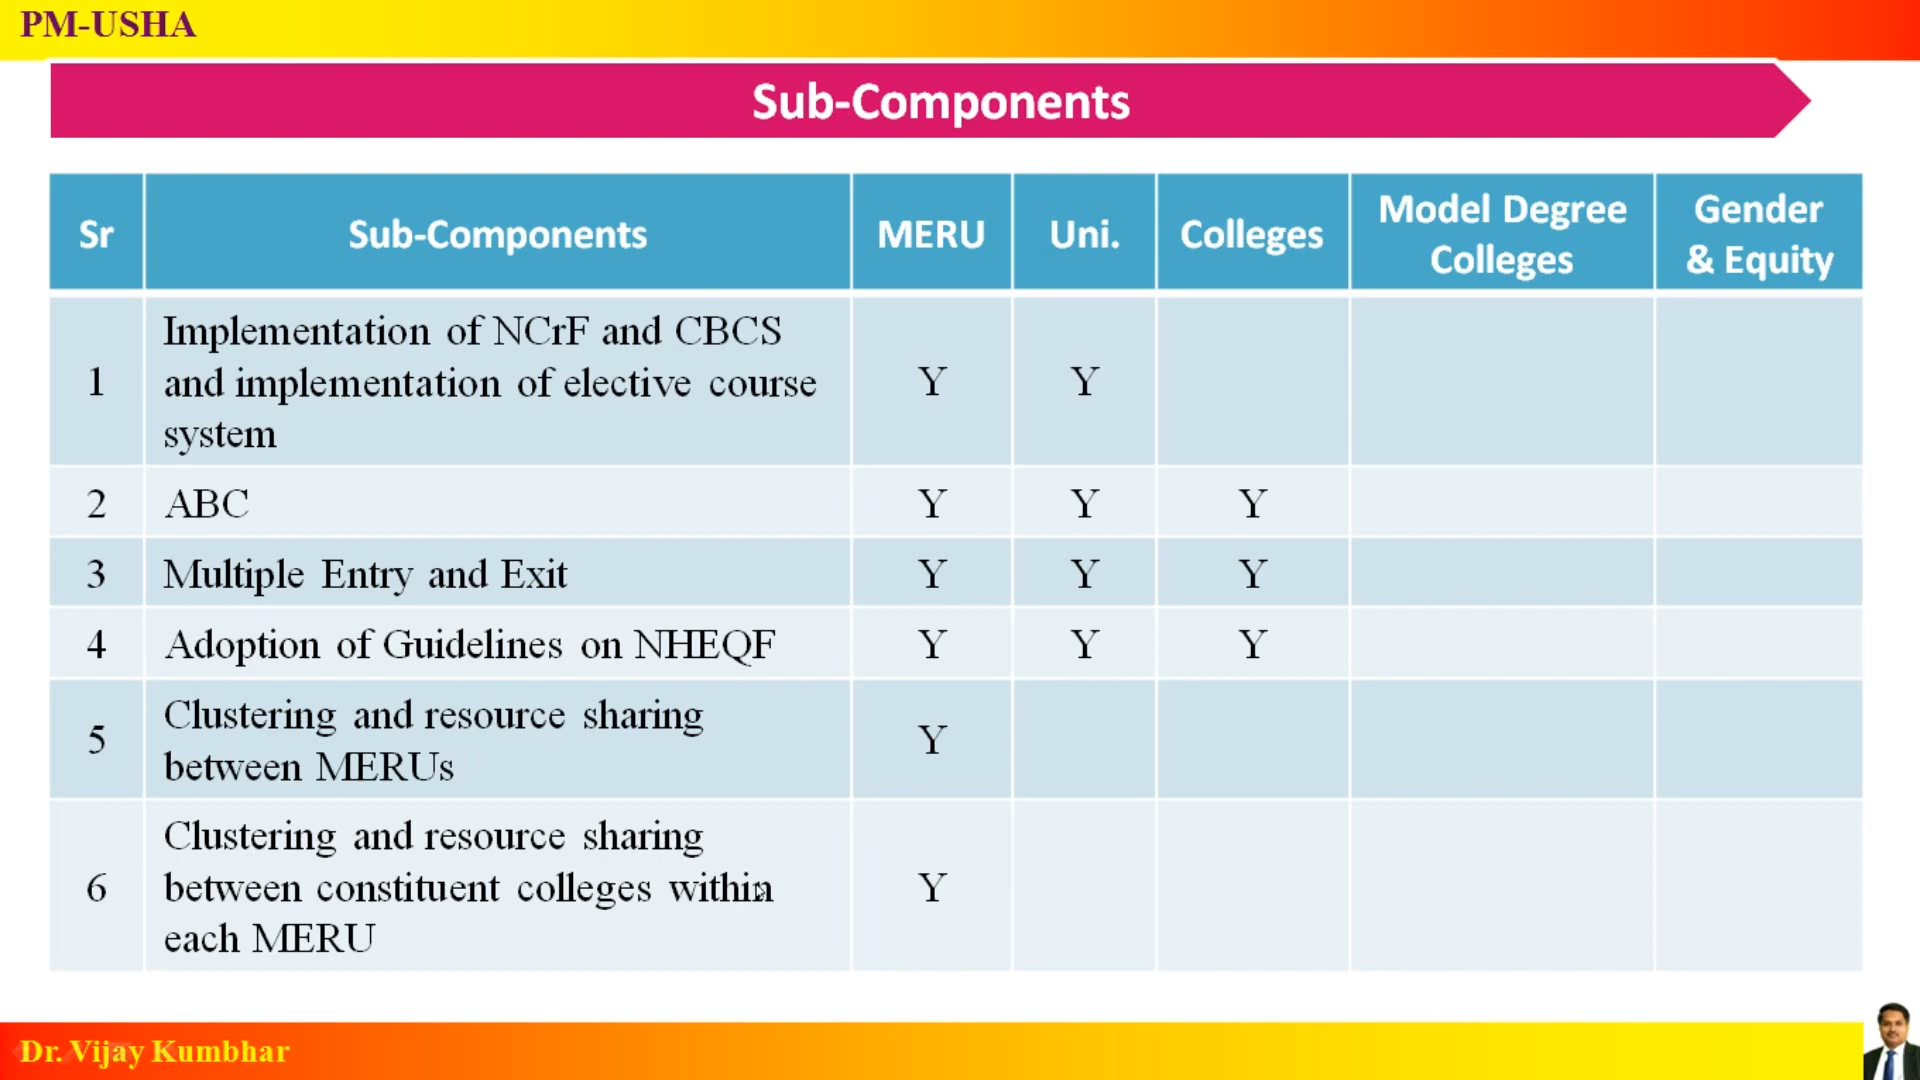 PM-USHA
Sub-Components
Sr Sub-Components MERU Uni. Colleges Model Degree Colleges Gender & Equity
1 Implementation of NCrF and CBCS and implementation of elective course system Y Y
2 ABC Y Y Y
3 Multiple Entry and Exit Y Y Y
4 Adoption of Guidelines on NHEQF Y Y Y
5 Clustering and resource sharing between MERUs Y
6 Clustering and resource sharing between constituent colleges within each MERU Y
Dr. Vijay Kumbhar